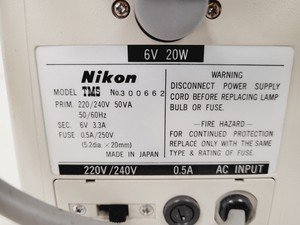 6V 20W
Nikon
MODEL TMS No.300662
PRIM. 220/240V 50VA
50/60Hz
SEC. 6V 3.3A
FUSE 0.5A/250V
(5.2dia.×20mm)
MADE IN JAPAN
WARNING
DISCONNECT POWER SUPPLY
CORD BEFORE REPLACING LAMP
BULB OR FUSE.
— FIRE HAZARD —
FOR CONTINUED PROTECTION
REPLACE ONLY WITH THE SAME
TYPE & RATING OF FUSE.
220V/240V 0.5A AC INPUT